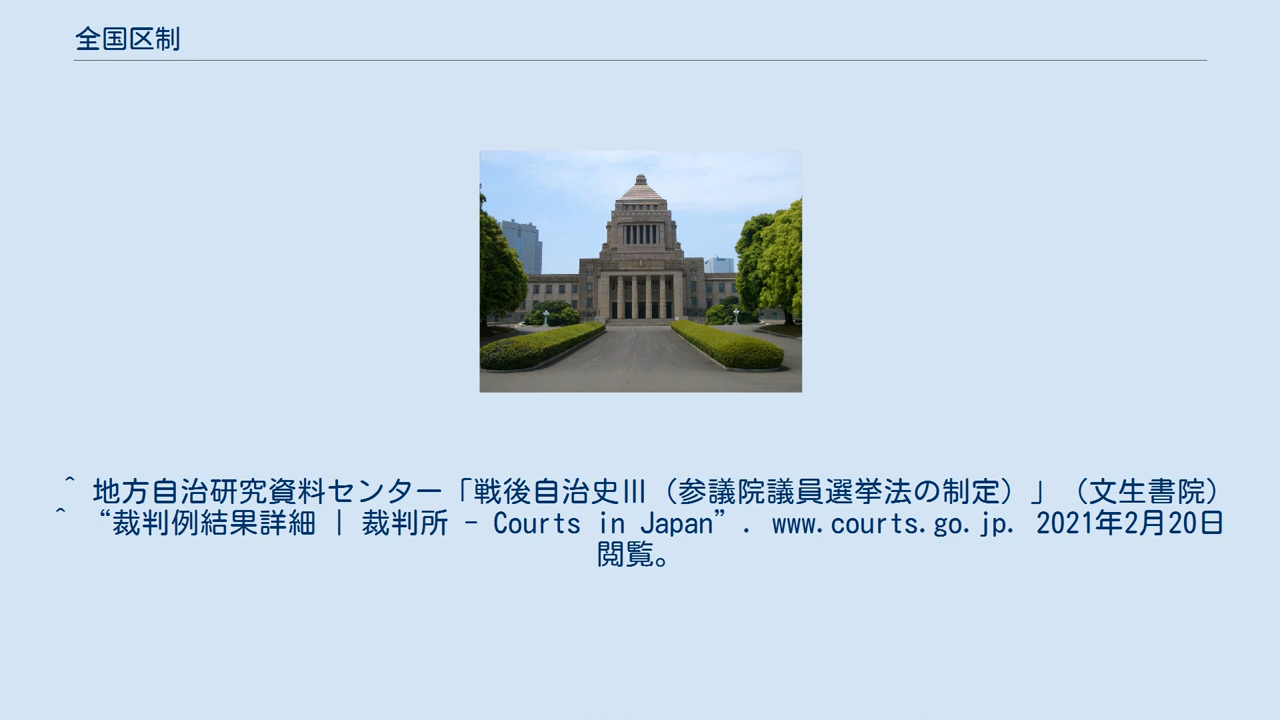 全国区制
^ 地方自治研究資料センター「戦後自治史Ⅲ（参議院議員選挙法の制定）」（文生書院）
^ “裁判例結果詳細 | 裁判所 - Courts in Japan”. www.courts.go.jp. 2021年2月20日
閲覧。